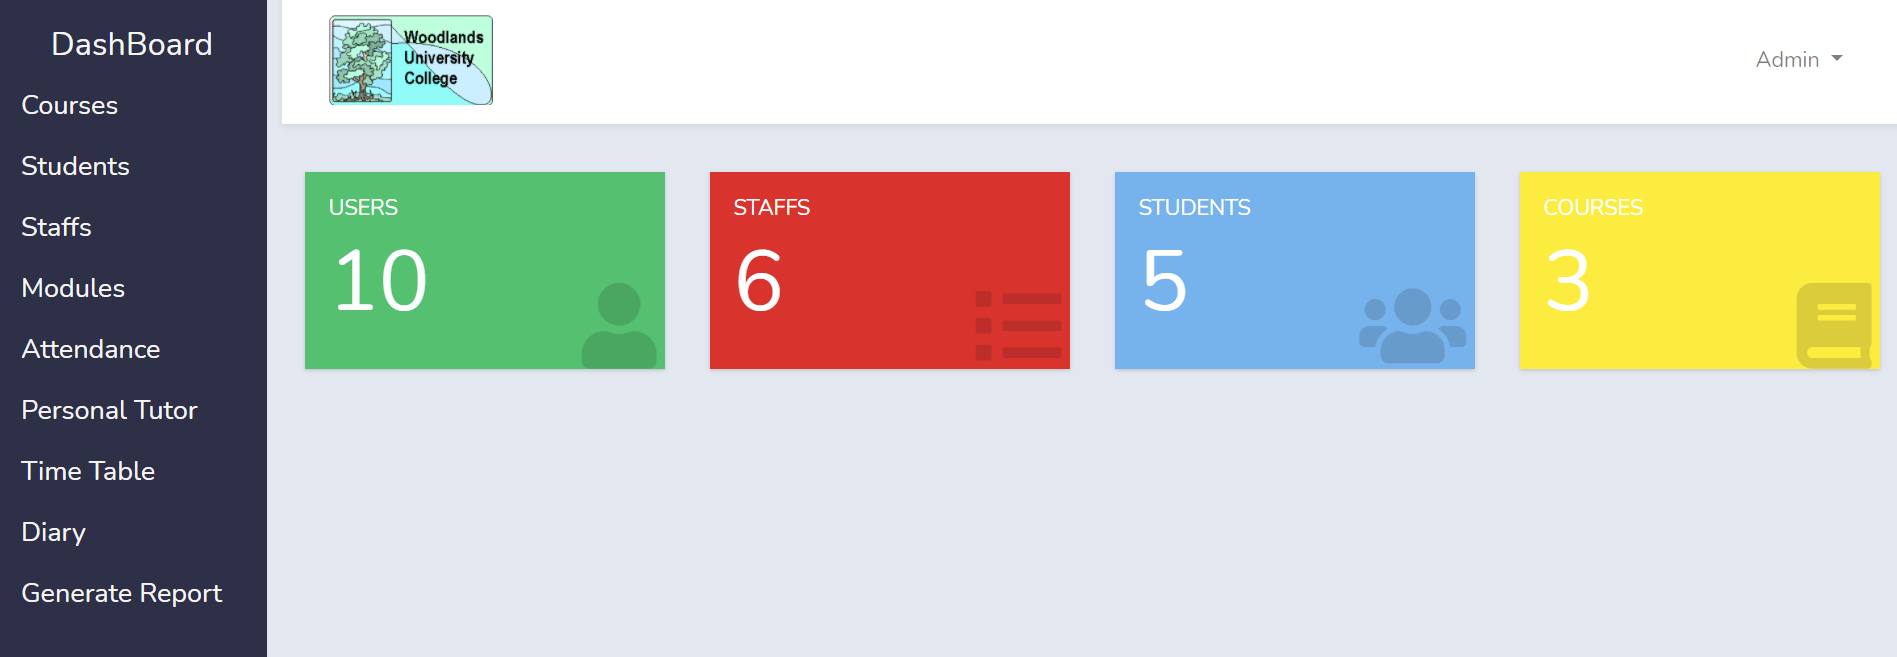 DashBoard
Courses
Students
Staffs
Modules
Attendance
Personal Tutor
Time Table
Diary
Generate Report
Woodlands
University
College
Admin
USERS
10
STAFFS
6
STUDENTS
5
COURSES
3